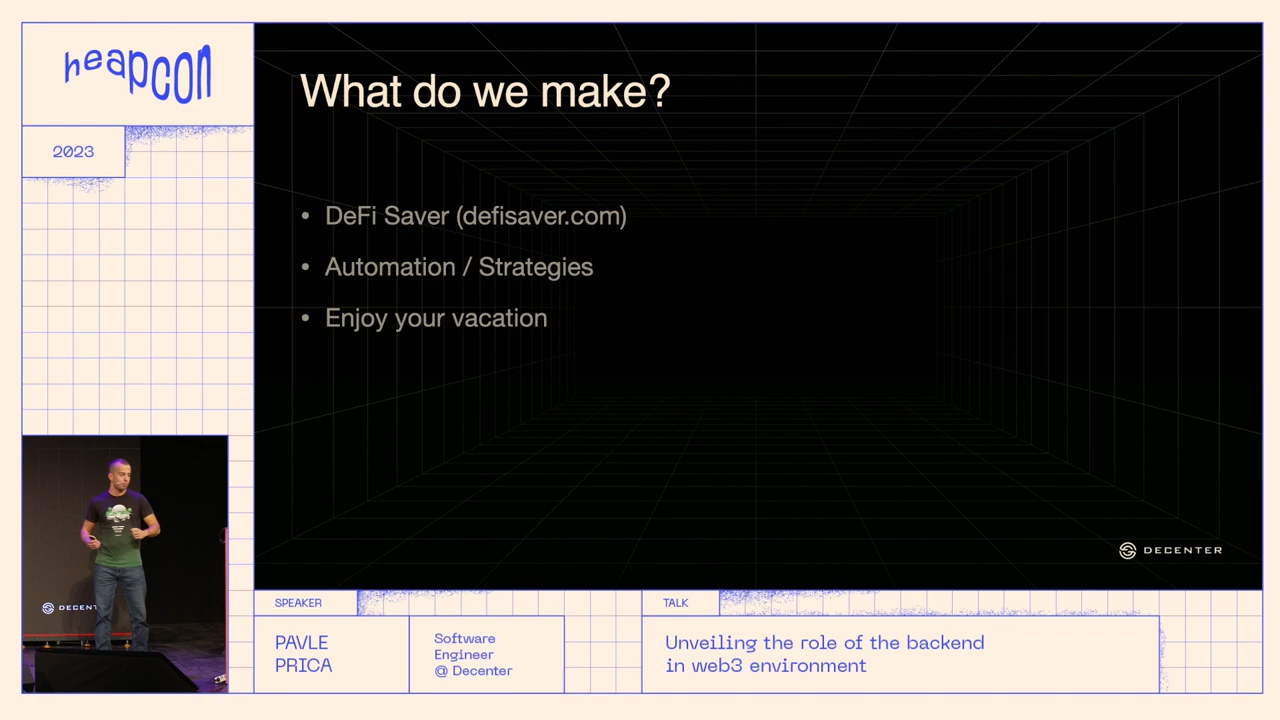 heapcon
2023
What do we make?
• DeFi Saver (defisaver.com)
• Automation / Strategies
• Enjoy your vacation
DECENTER
DECENT
SPEAKER
PAVLE
PRICA
Software
Engineer
@ Decenter
TALK
Unveiling the role of the backend
in web3 environment